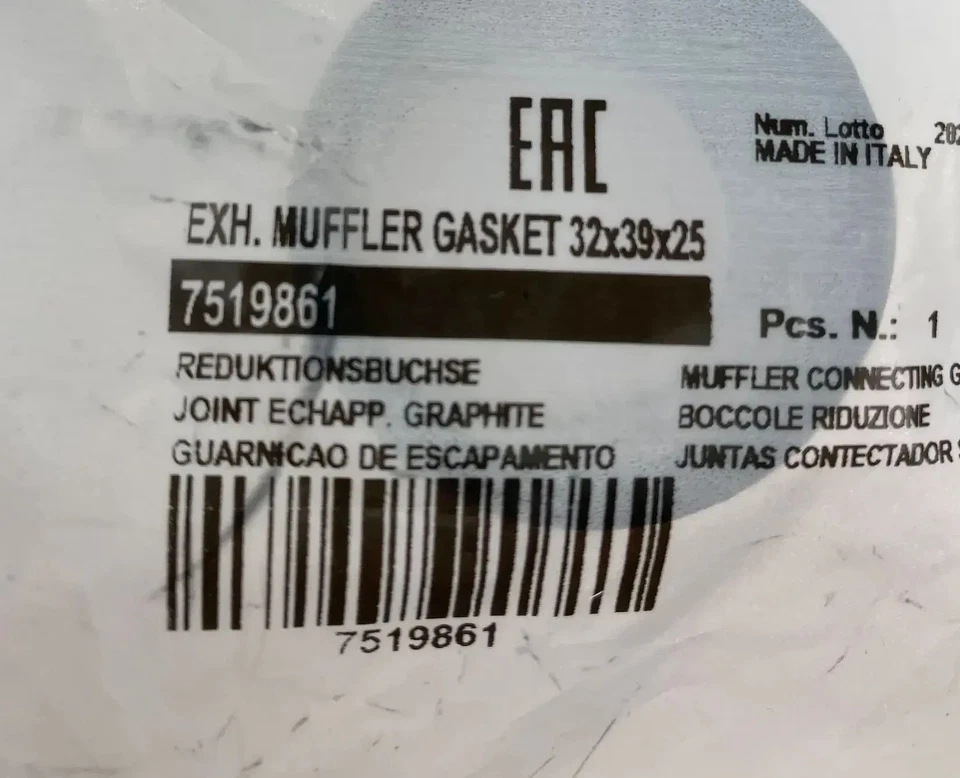 EAC
Num. Lotto 202
MADE IN ITALY
EXH. MUFFLER GASKET 32x39x25
7519861
Pcs. N.: 1
REDUKTIONSBUCHSE
MUFFLER CONNECTING G
JOINT ECHAPP. GRAPHITE
BOCCOLE RIDUZIONE
GUARNICAO DE ESCAPAMENTO
JUNTAS CONTECTADOR
7519861